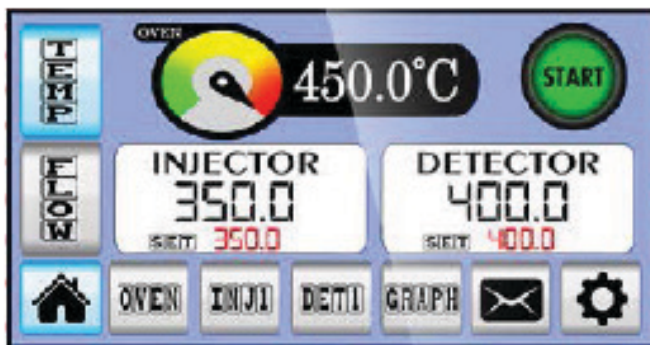 TEMP
OVEN
450.0°C
START
FLOW
INJECTOR
350.0
SET 350.0
DETECTOR
400.0
SET 400.0
OVEN
INJ1
DET1
GRAPH